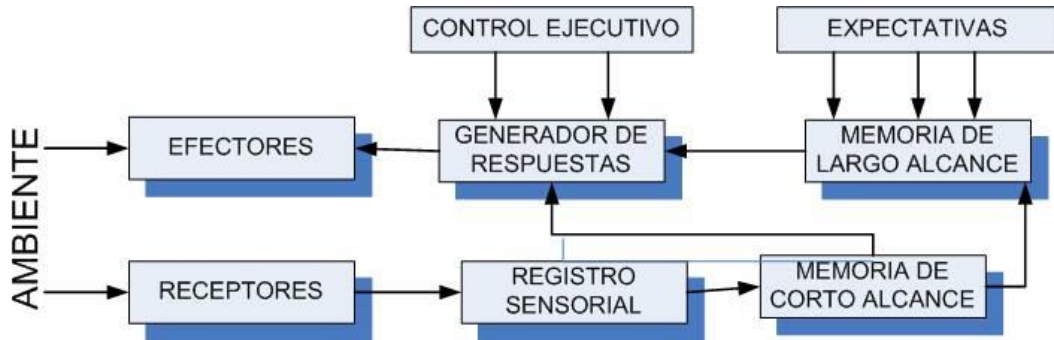 CONTROL EJECUTIVO
EXPECTATIVAS
AMBIENTE
EFECTORES
GENERADOR DE
RESPUESTAS
MEMORIA DE
LARGO ALCANCE
RECEPTORES
REGISTRO
SENSORIAL
MEMORIA DE
CORTO ALCANCE